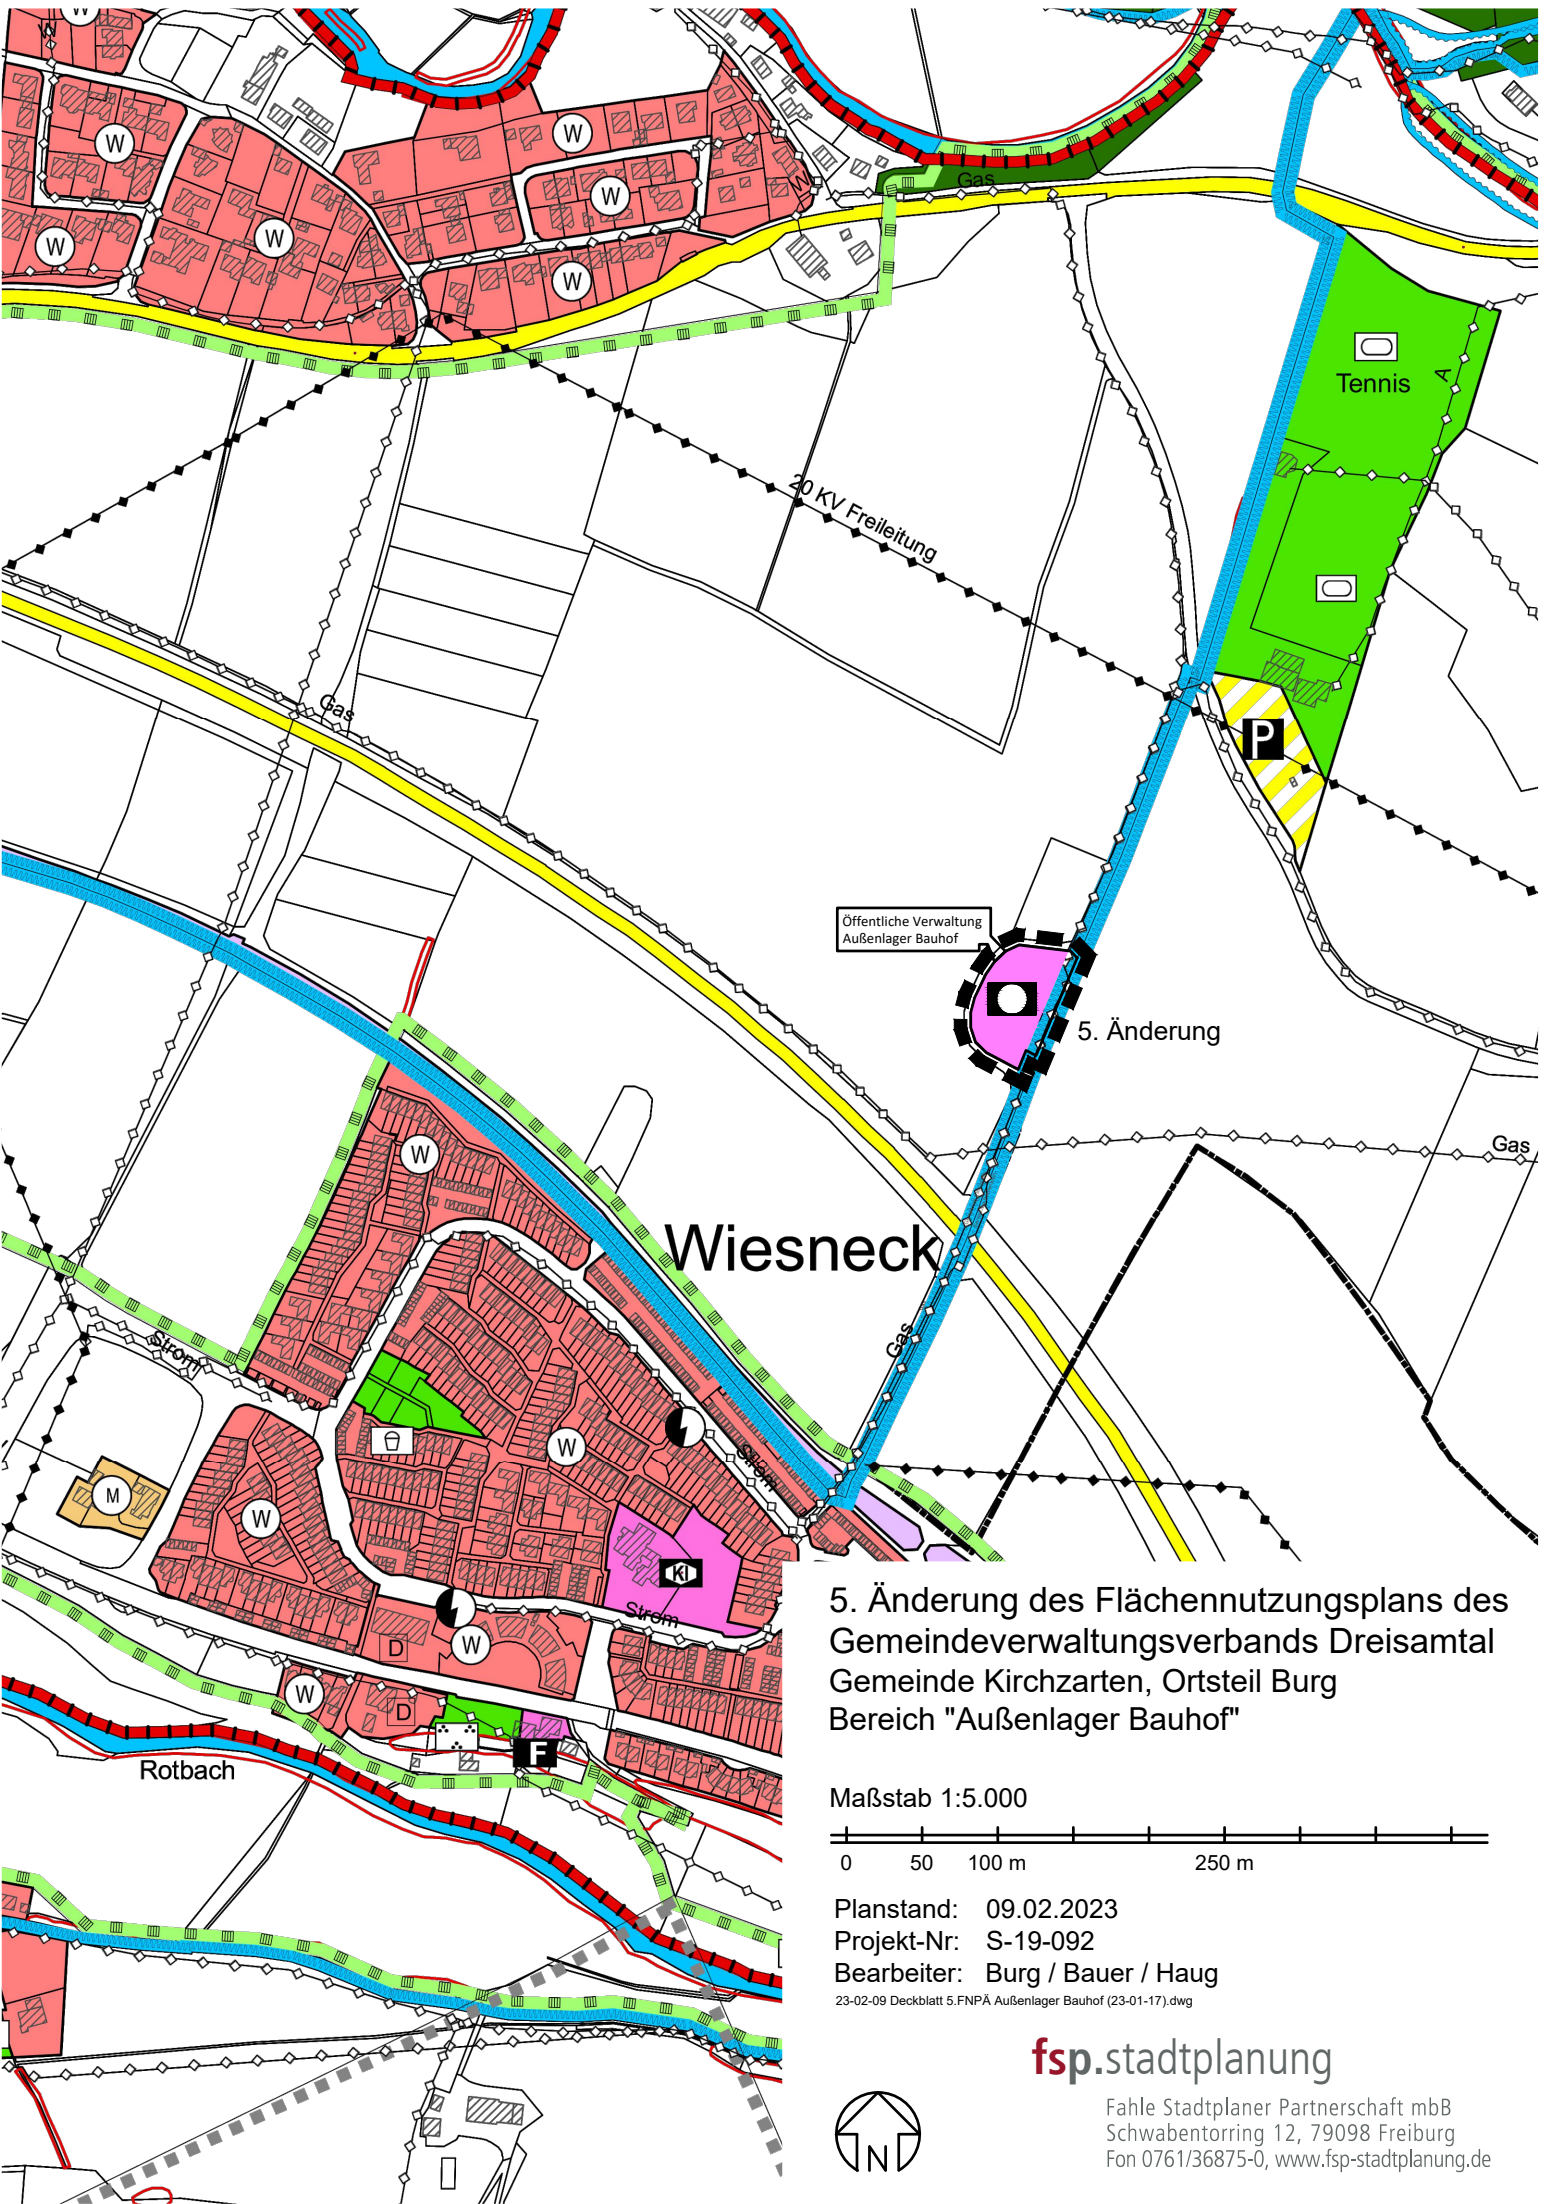 W
W
W
W
W
W
W
W
W
Gas
Tennis
A
20 KV Freileitung
Gas
P
Öffentliche Verwaltung
Außenlager Bauhof
5. Änderung
Gas
W
Wiesneck
Gas
Strom
W
Strom
M
W
KI
Strom
D
W
W
D
F
Rotbach
5. Änderung des Flächennutzungsplans des
Gemeindeverwaltungsverbands Dreisamtal
Gemeinde Kirchzarten, Ortsteil Burg
Bereich "Außenlager Bauhof"
Maßstab 1:5.000
0 50 100 m 250 m
Planstand: 09.02.2023
Projekt-Nr: S-19-092
Bearbeiter: Burg / Bauer / Haug
23-02-09 Deckblatt 5.FNPÄ Außenlager Bauhof (23-01-17).dwg
fsp.stadtplanung
Fahle Stadtplaner Partnerschaft mbB
Schwabentorring 12, 79098 Freiburg
Fon 0761/36875-0, www.fsp-stadtplanung.de
N